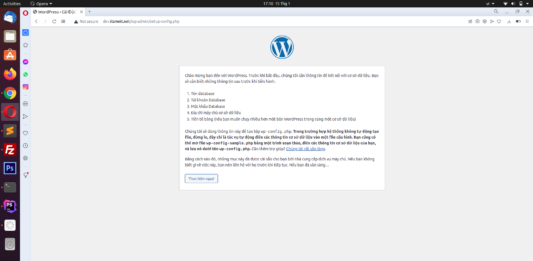 Activities
Opera
17:10 15 Thg 1
WordPress
Not secure
/wp-admin/setup-config.php
Chào mừng bạn đến với WordPress. Trước khi bắt đầu, chúng tôi cần thông tin để kết nối với cơ sở dữ liệu. Bạn
sẽ cần biết những thông tin sau trước khi tiến hành.
1. Tên database
2. Tài khoản Database
3. Mật khẩu Database
4. Địa chỉ máy chủ cơ sở dữ liệu
5. Tiền tố bảng (nếu bạn muốn chạy nhiều hơn một bản WordPress trong cùng một cơ sở dữ liệu)
Chúng tôi sẽ dùng thông tin này để tạo tệp wp-config.php. Trong trường hợp hệ thống không tự động tạo
file, đừng lo, đây chỉ là tác vụ tự động điền các thông tin cơ sở dữ liệu vào một file cấu hình. Bạn cũng có
thể mở file wp-config-sample.php bằng một trình soạn thảo, điền các thông tin cơ sở dữ liệu của bạn,
và lưu nó dưới tên wp-config.php. Cần thêm trợ giúp? Chúng tôi rất sẵn lòng.
Bằng cách nào đó, những mục này đã được cài sẵn cho bạn bởi nhà cung cấp dịch vụ máy chủ. Nếu bạn không
biết gì về việc này, bạn nên liên hệ với họ trước khi tiếp tục. Nếu bạn đã sẵn sàng…
Thực hiện ngay!